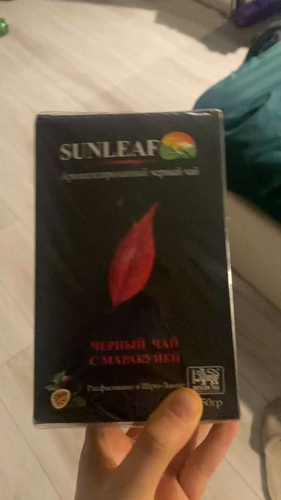 SUNLEAF
Ароматизированный черный чай
ЧЕРНЫЙ ЧАЙ
С МАРАКУЙЕЙ
Расфасовано в Шри-Ланке